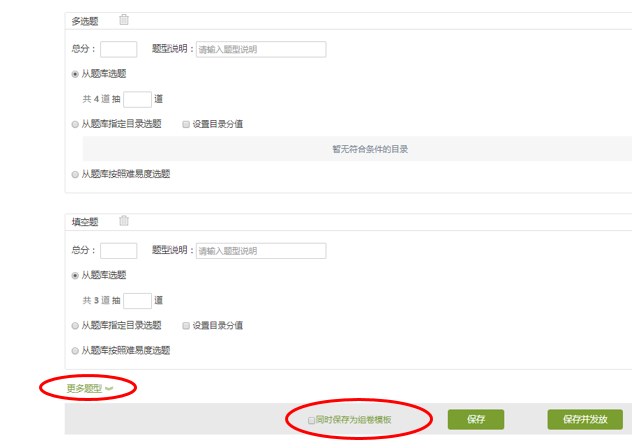 多选题
总分： 题型说明：请输入题型说明
从题库选题
共 4 道 抽 道
从题库指定目录选题 设置目录分值
暂无符合条件的目录
从题库按照难易度选题
填空题
总分： 题型说明：请输入题型说明
从题库选题
共 3 道 抽 道
从题库指定目录选题 设置目录分值
从题库按照难易度选题
更多题型
同时保存为组卷模板 保存 保存并发放